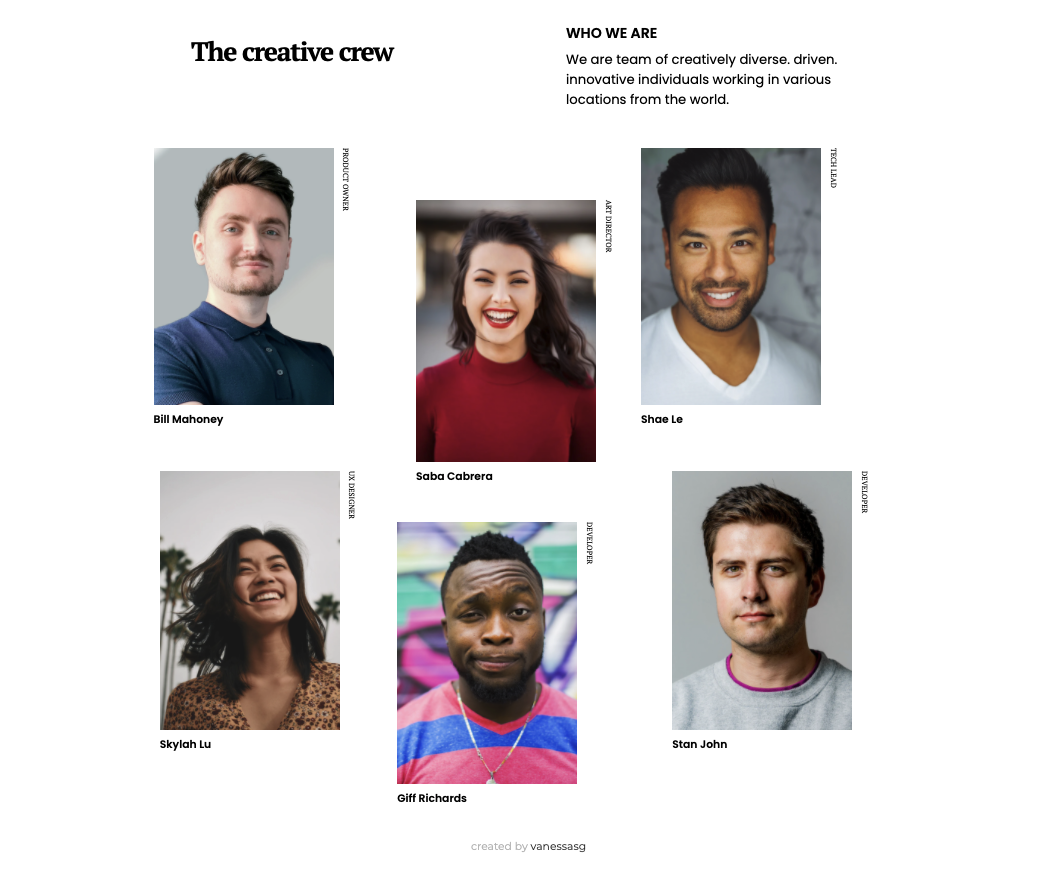 The creative crew
WHO WE ARE
We are team of creatively diverse. driven.
innovative individuals working in various
locations from the world.
PRODUCT OWNER
Bill Mahoney
ART DIRECTOR
Saba Cabrera
TECH LEAD
Shae Le
UX DESIGNER
Skylah Lu
DEVELOPER
Giff Richards
DEVELOPER
Stan John
created by vanessasg